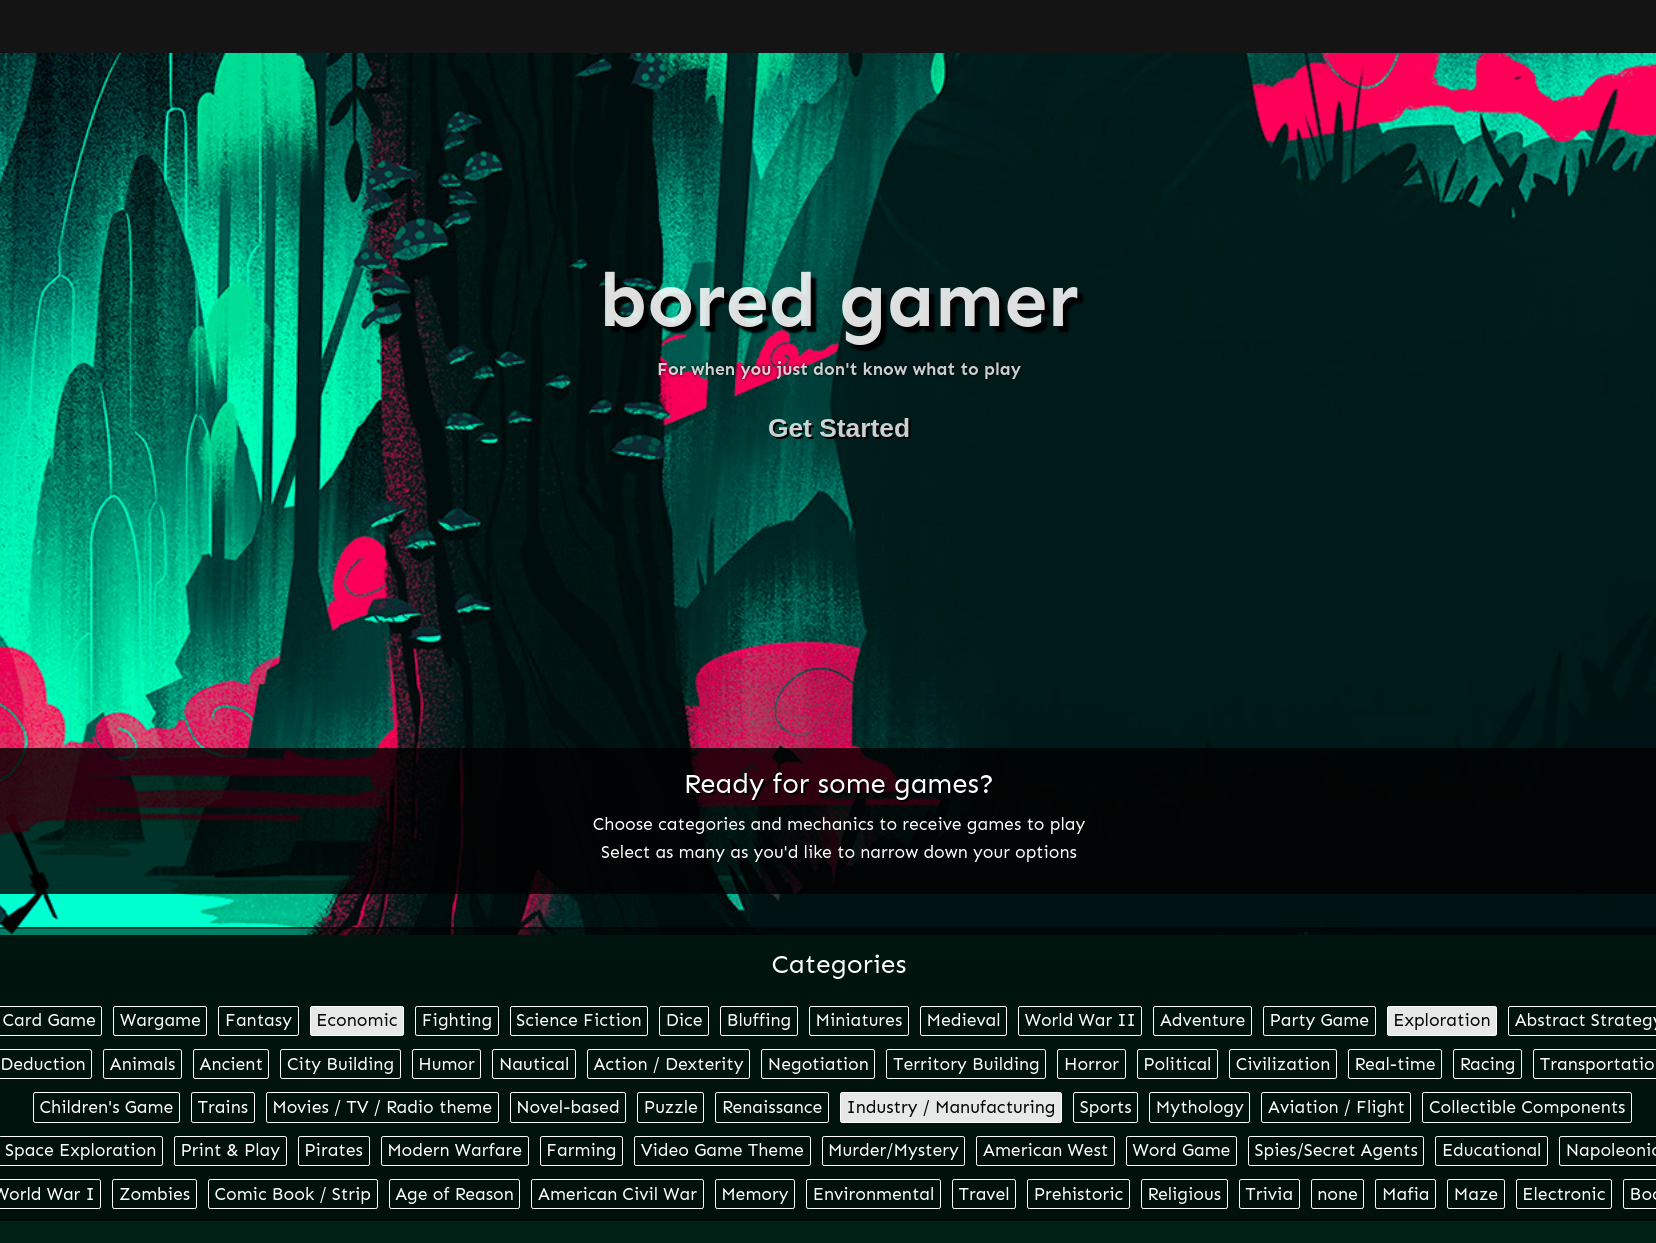 bored gamer
For when you just don't know what to play
Get Started
Ready for some games?
Choose categories and mechanics to receive games to play
Select as many as you'd like to narrow down your options
Categories
Card Game Wargame Fantasy Economic Fighting Science Fiction Dice Bluffing Miniatures Medieval World War II Adventure Party Game Exploration Abstract Strategy
Deduction Animals Ancient City Building Humor Nautical Action / Dexterity Negotiation Territory Building Horror Political Civilization Real-time Racing Transportatio
Children's Game Trains Movies / TV / Radio theme Novel-based Puzzle Renaissance Industry / Manufacturing Sports Mythology Aviation / Flight Collectible Components
Space Exploration Print & Play Pirates Modern Warfare Farming Video Game Theme Murder/Mystery American West Word Game Spies/Secret Agents Educational Napoleonic
World War I Zombies Comic Book / Strip Age of Reason American Civil War Memory Environmental Travel Prehistoric Religious Trivia none Mafia Maze Electronic